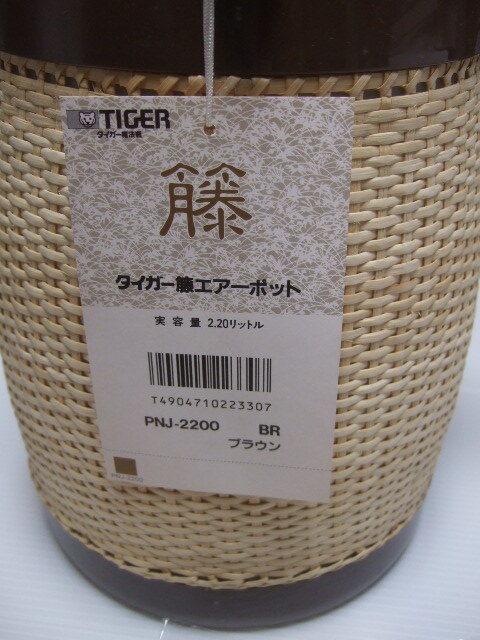 TIGER
タイガー魔法瓶
籐
タイガー籐エアーポット
実容量 2.20リットル
T4904710223307
PNJ-2200 BR
ブラウン
PNJ-2200